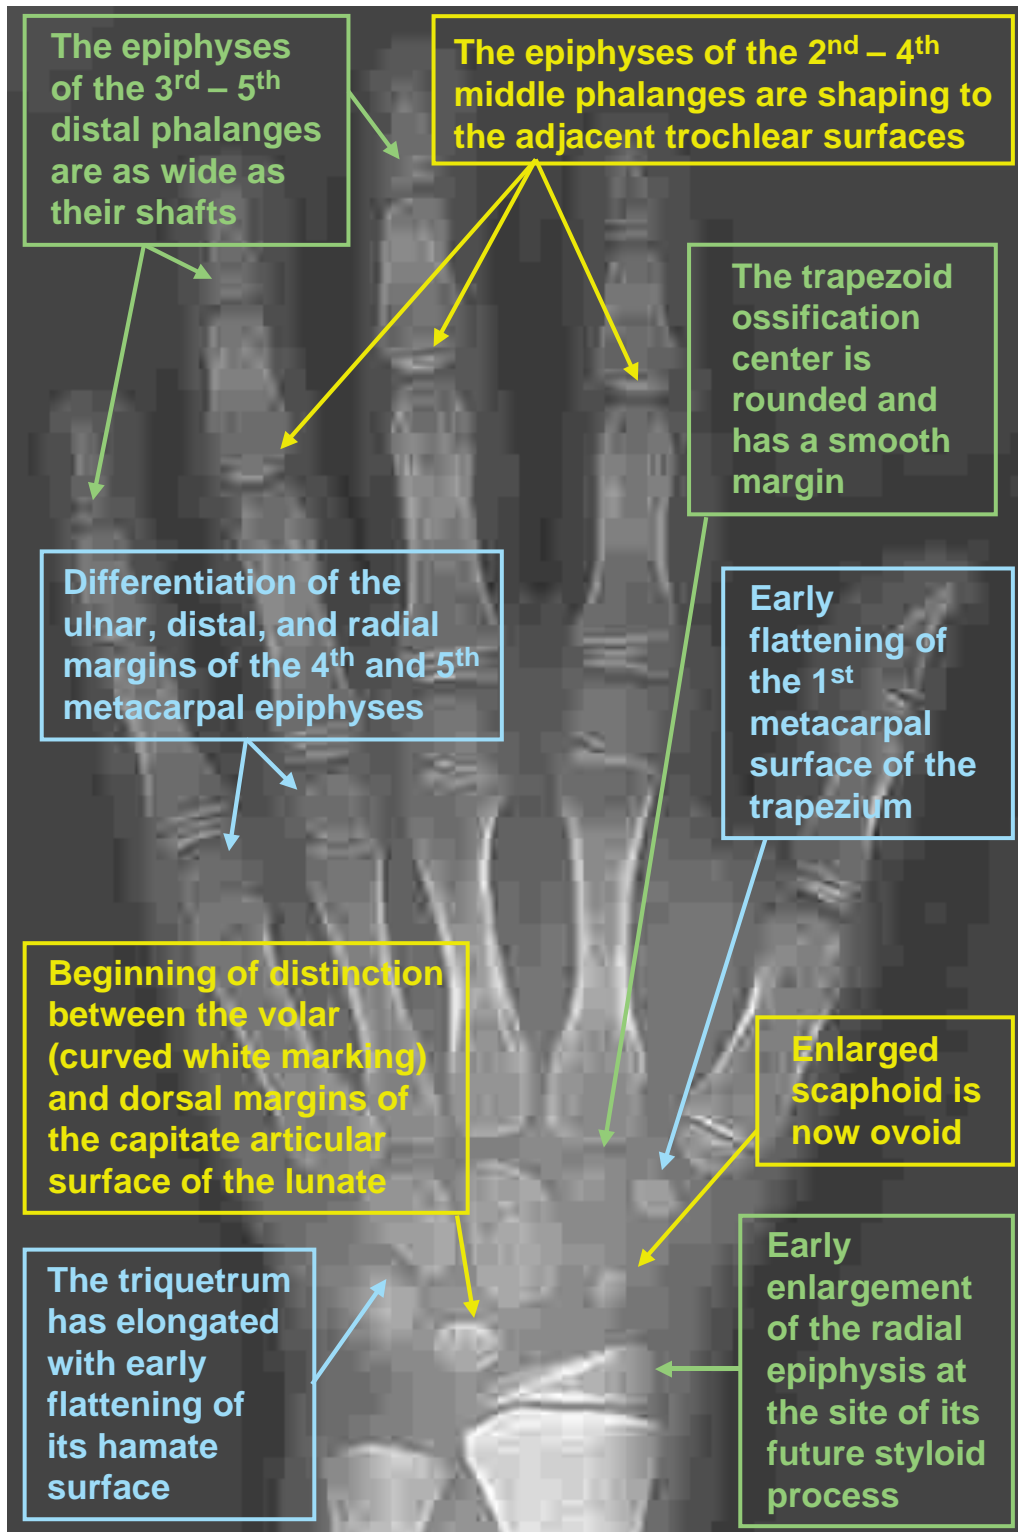 The epiphyses
of the 3rd – 5th
distal phalanges
are as wide as
their shafts
The epiphyses of the 2nd – 4th
middle phalanges are shaping to
the adjacent trochlear surfaces
The trapezoid
ossification
center is
rounded and
has a smooth
margin
Differentiation of the
ulnar, distal, and radial
margins of the 4th and 5th
metacarpal epiphyses
Early
flattening of
the 1st
metacarpal
surface of the
trapezium
Beginning of distinction
between the volar
(curved white marking)
and dorsal margins of
the capitate articular
surface of the lunate
Enlarged
scaphoid is
now ovoid
The triquetrum
has elongated
with early
flattening of
its hamate
surface
Early
enlargement
of the radial
epiphysis at
the site of its
future styloid
process